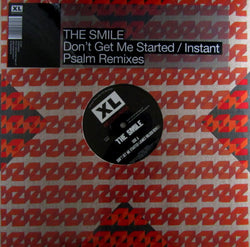 XL
THE SMILE
Don't Get Me Started / Instant
Psalm Remixes
XL
THE SMILE